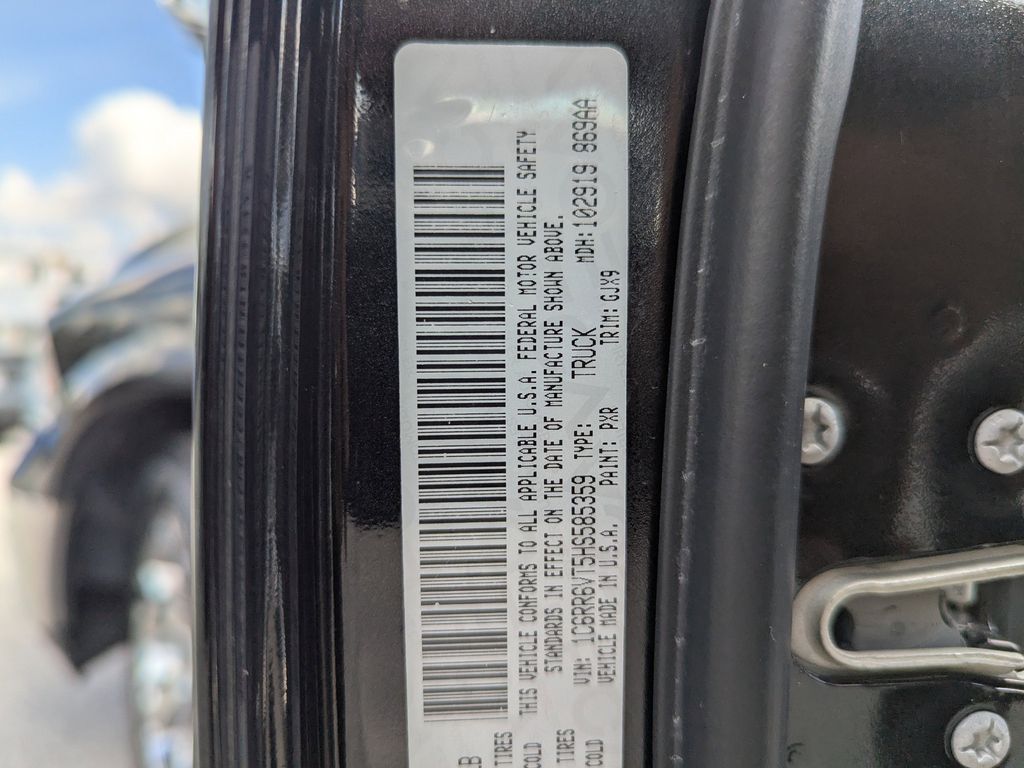 LB
TIRES
COLD
THIS VEHICLE CONFORMS TO ALL APPLICABLE U.S.A. FEDERAL MOTOR VEHICLE SAFETY
STANDARDS IN EFFECT ON THE DATE OF MANUFACTURE SHOWN ABOVE.
TIRES
COLD
VIN: 1C6RR6VT5HS585359 TYPE: TRUCK MDH:102919 869AA
VEHICLE MADE IN U.S.A. PAINT: PXR TRIM: GJX9